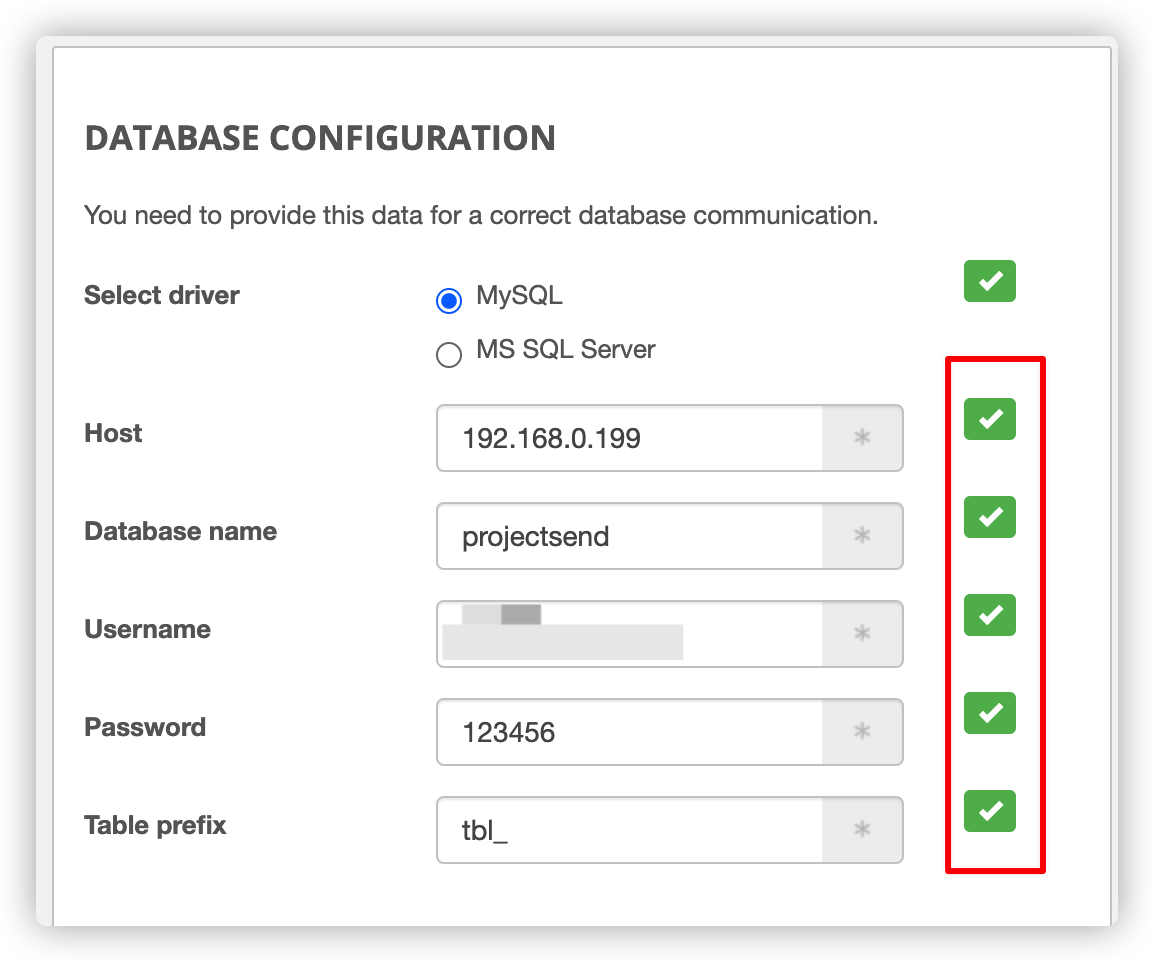 DATABASE CONFIGURATION
You need to provide this data for a correct database communication.
Select driver
MySQL
MS SQL Server
Host
192.168.0.199
*
Database name
projectsend
*
Username
*
Password
123456
*
Table prefix
tbl_
*